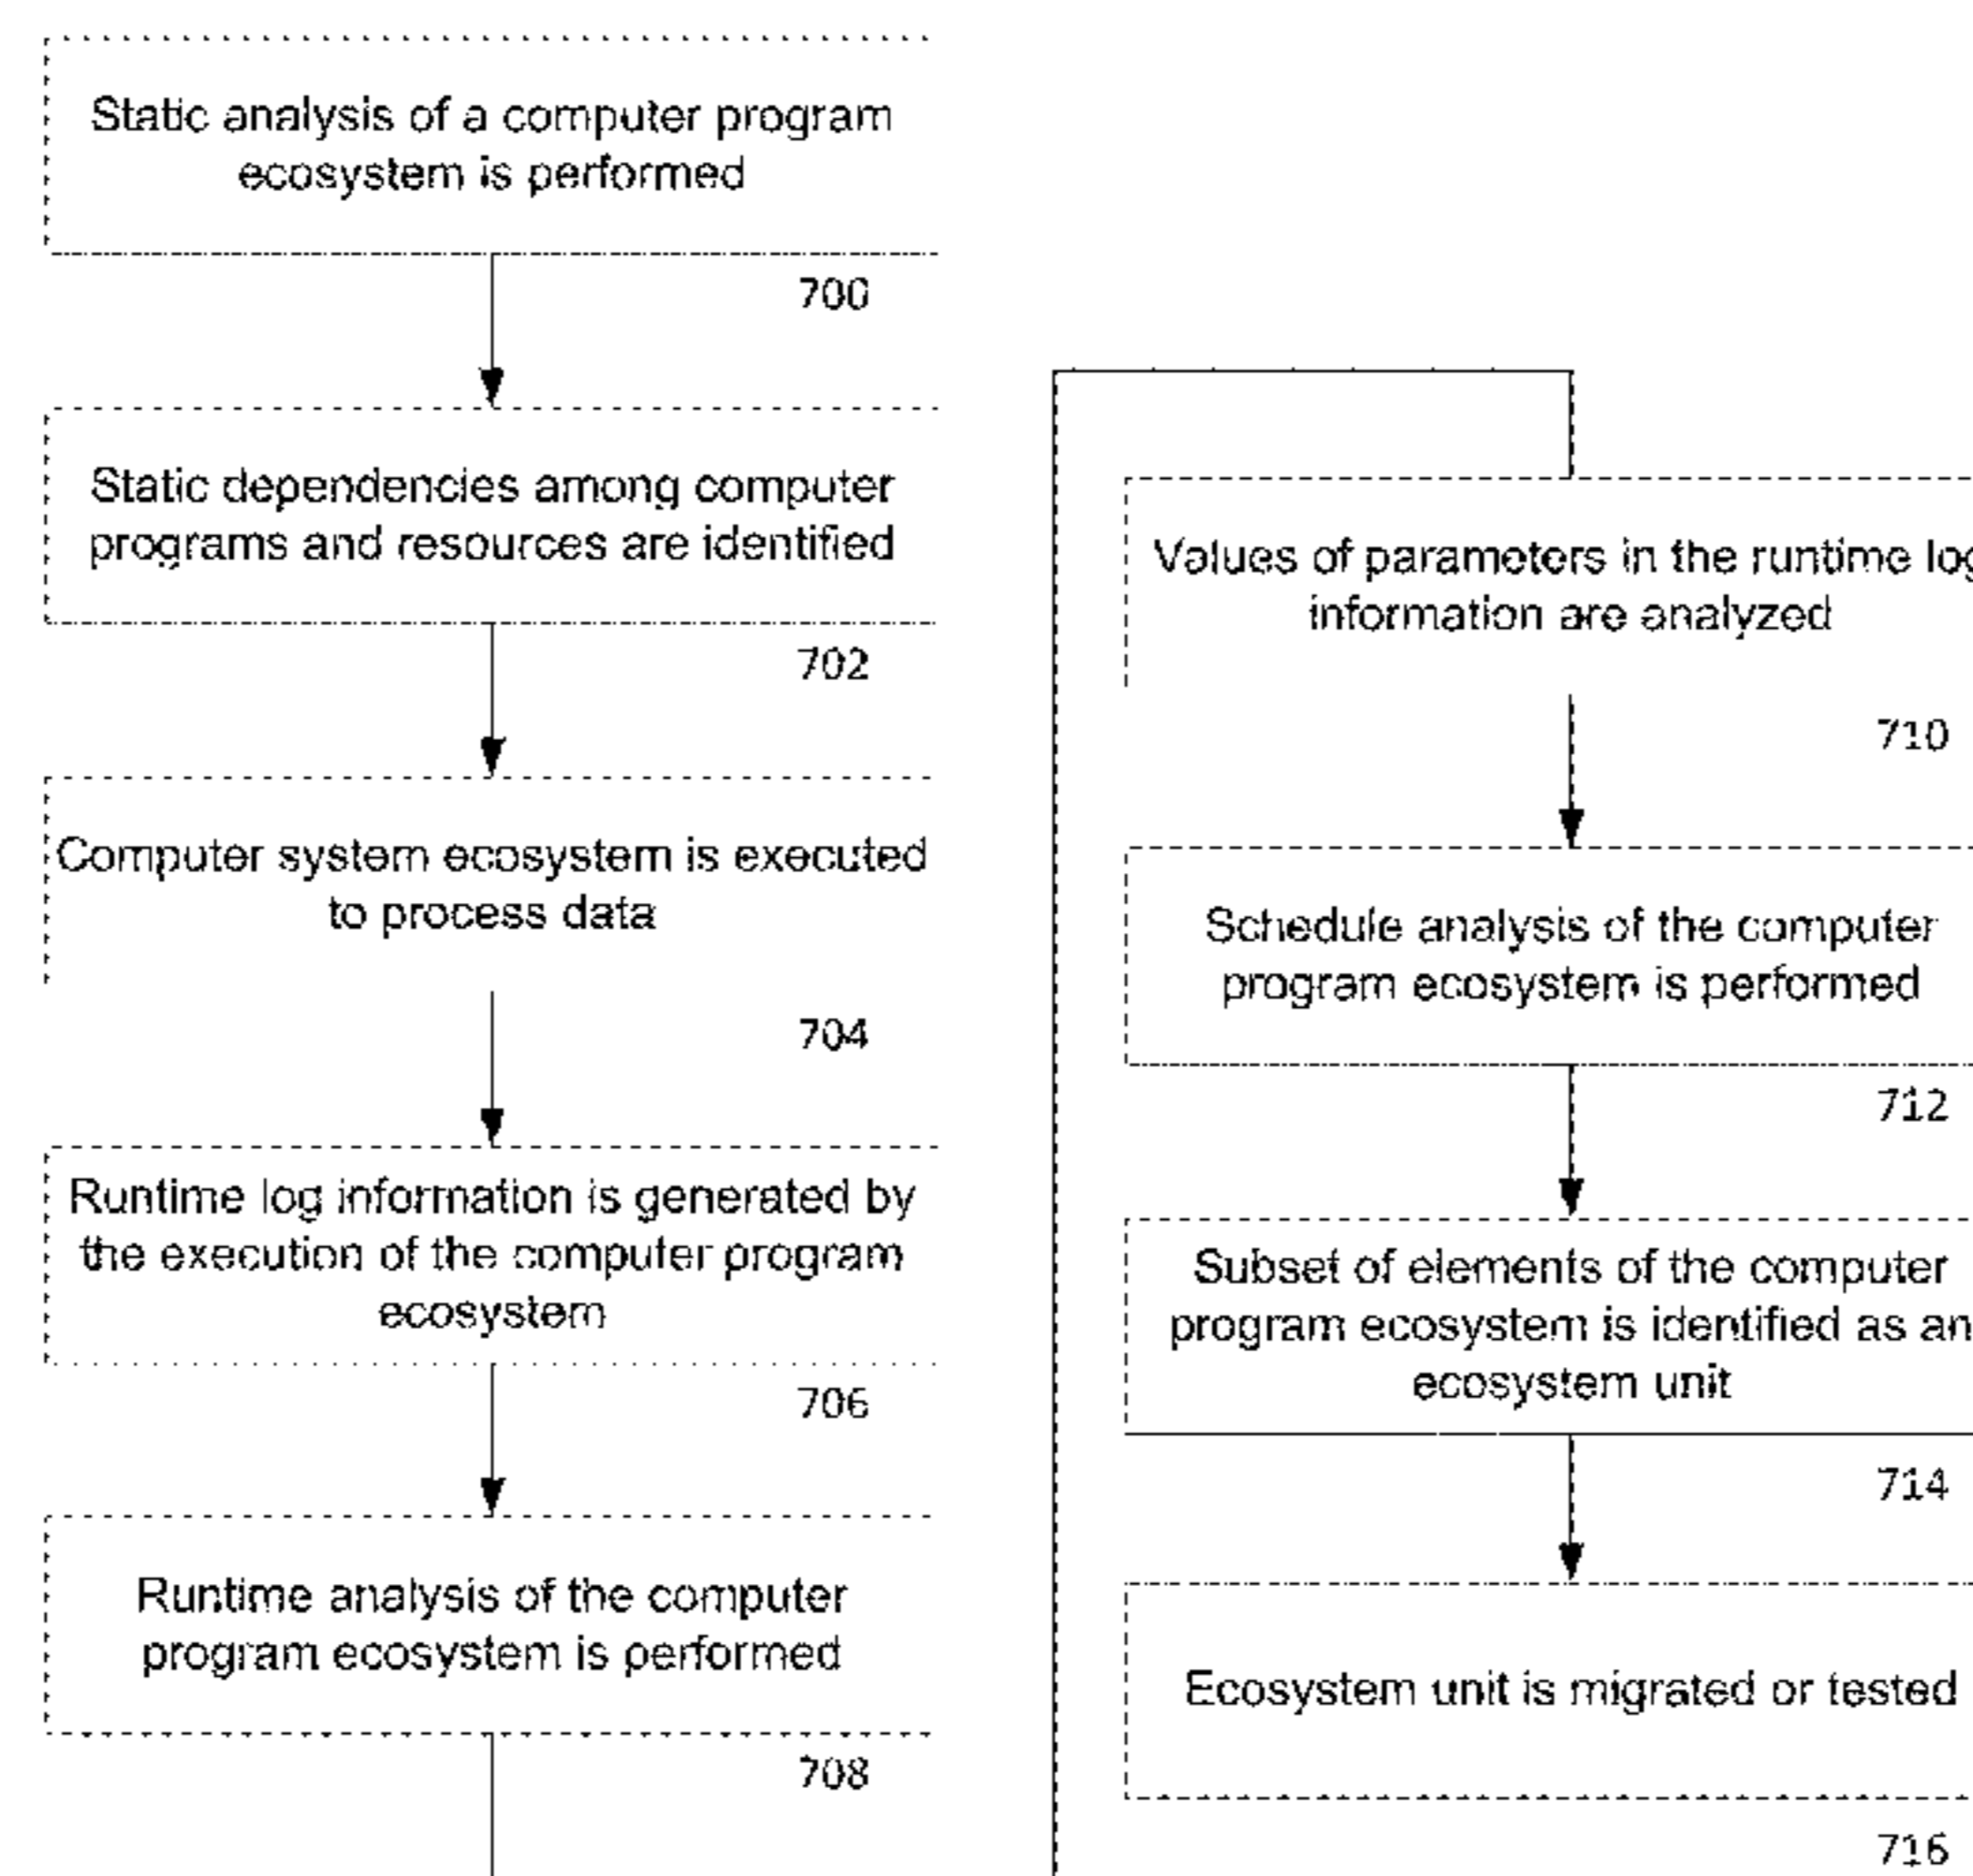 Static analysis of a computer program
ecosystem is performed
700
Static dependencies among computer
programs and resources are identified
702
Computer system ecosystem is executed
to process data
704
Runtime log information is generated by
the execution of the computer program
ecosystem
706
Runtime analysis of the computer
program ecosystem is performed
708
Values of parameters in the runtime log
information are analyzed
710
Schedule analysis of the computer
program ecosystem is performed
712
Subset of elements of the computer
program ecosystem is identified as an
ecosystem unit
714
Ecosystem unit is migrated or tested
716